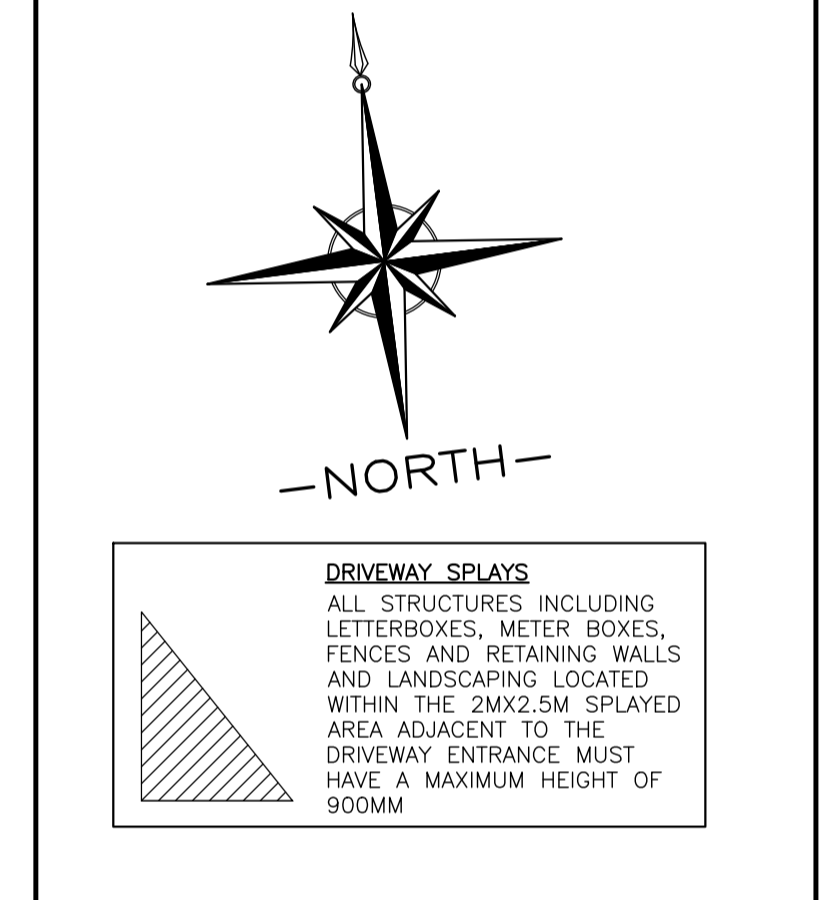 —NORTH—
DRIVEWAY SPLAYS
ALL STRUCTURES INCLUDING
LETTERBOXES, METER BOXES,
FENCES AND RETAINING WALLS
AND LANDSCAPING LOCATED
WITHIN THE 2MX2.5M SPLAYED
AREA ADJACENT TO THE
DRIVEWAY ENTRANCE MUST
HAVE A MAXIMUM HEIGHT OF
900MM